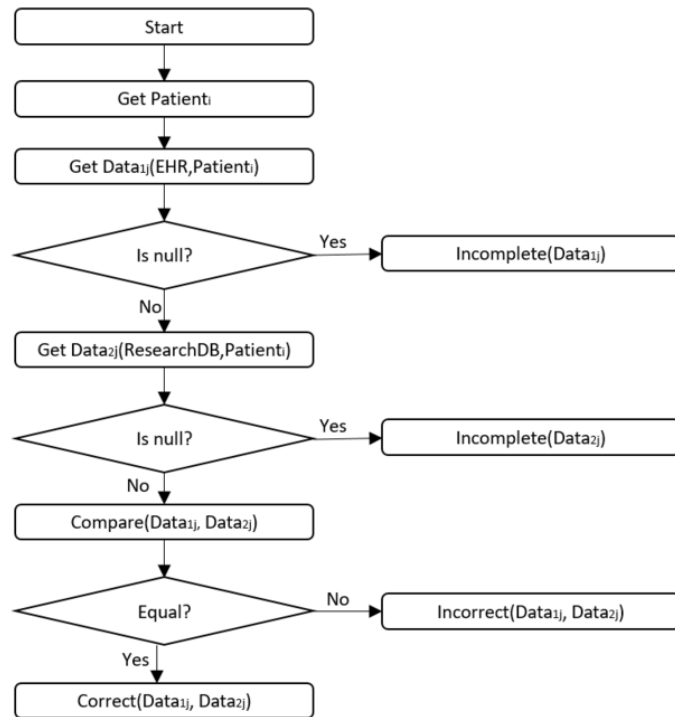 Start
Get Patientᵢ
Get Data₁ⱼ(EHR,Patientᵢ)
Is null?
Yes
Incomplete(Data₁ⱼ)
No
Get Data₂ⱼ(ResearchDB,Patientᵢ)
Is null?
Yes
Incomplete(Data₂ⱼ)
No
Compare(Data₁ⱼ, Data₂ⱼ)
Equal?
No
Incorrect(Data₁ⱼ, Data₂ⱼ)
Yes
Correct(Data₁ⱼ, Data₂ⱼ)